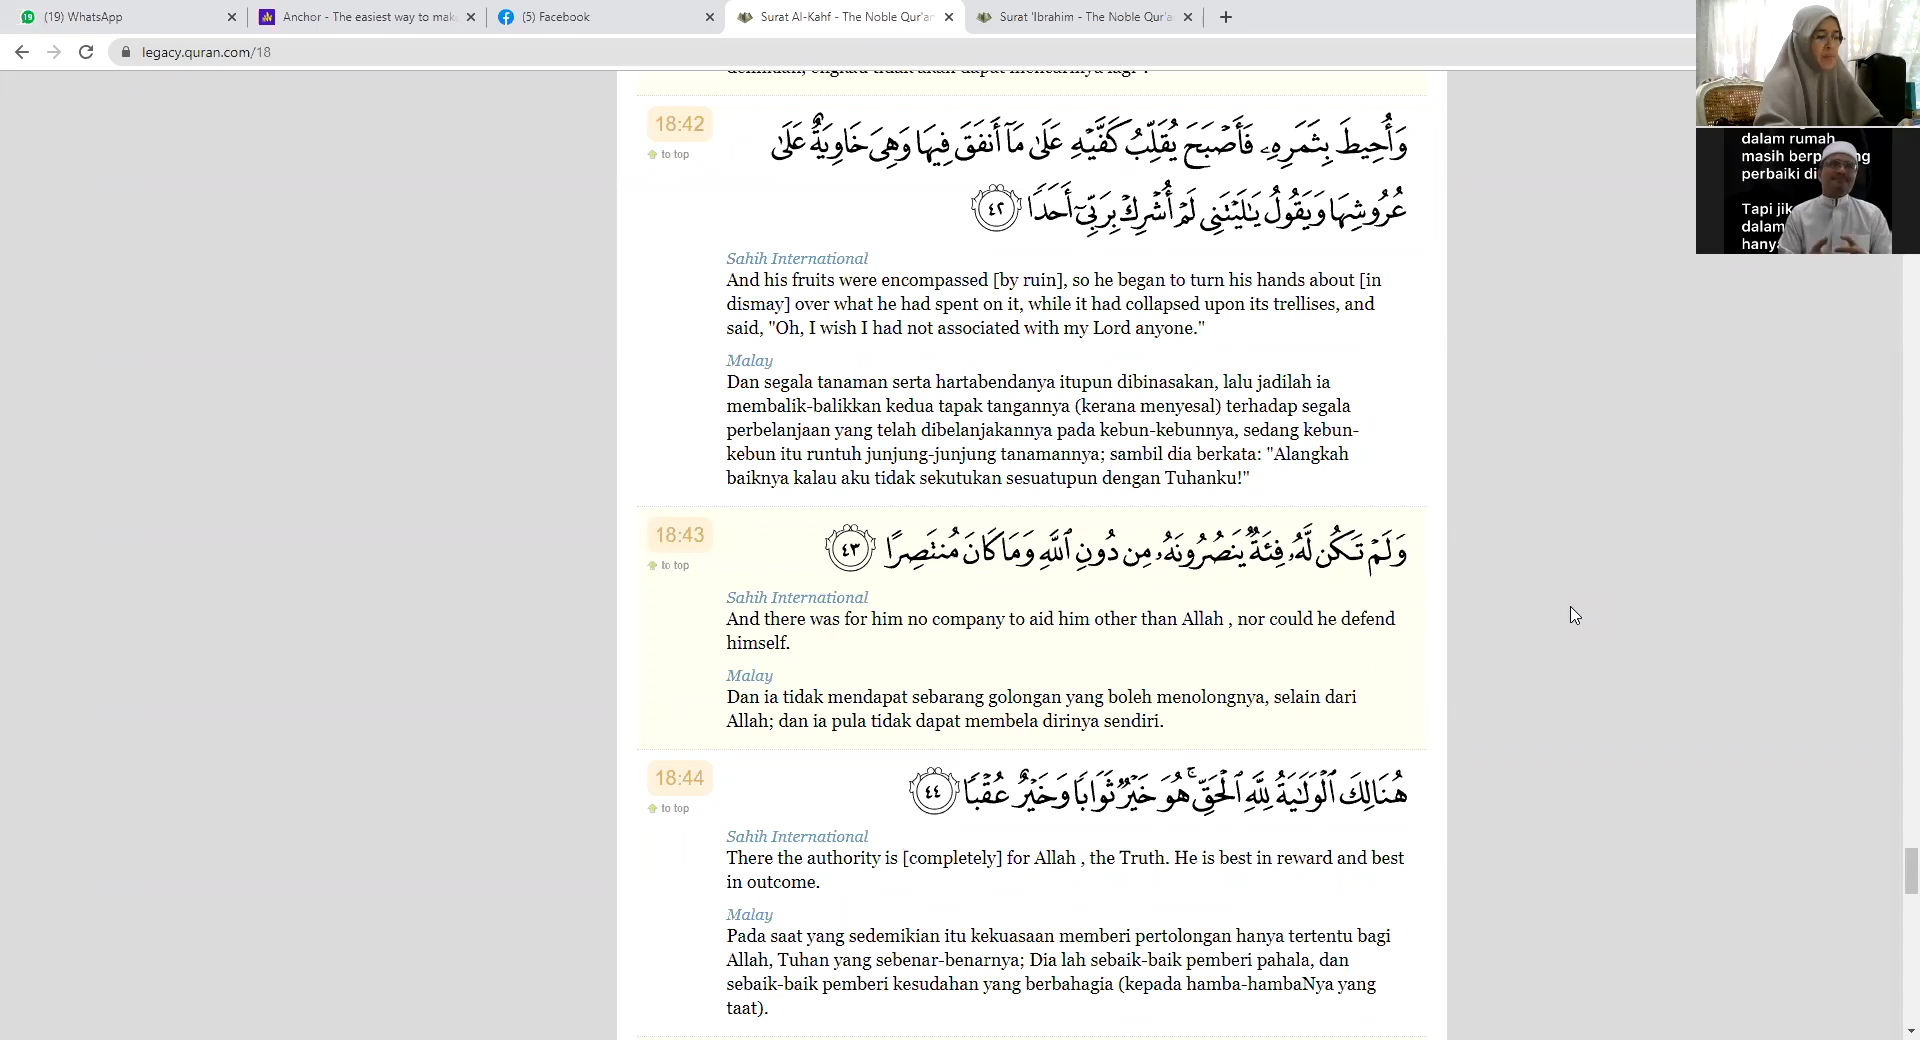 (19) WhatsApp
Anchor - The easiest way to mak
(5) Facebook
Surat Al-Kahf - The Noble Qur'an
Surat 'Ibrahim - The Noble Qur'a
legacy.quran.com/18
18:42
to top
وَأُحِيطَ بِثَمَرِهِۦ فَأَصْبَحَ يُقَلِّبُ كَفَّيْهِ عَلَىٰ مَآ أَنفَقَ فِيهَا وَهِىَ خَاوِيَةٌ عَلَىٰ
عُرُوشِهَا وَيَقُولُ يَـٰلَيْتَنِى لَمْ أُشْرِكْ بِرَبِّىٓ أَحَدًا ٤٢
Sahih International
And his fruits were encompassed [by ruin], so he began to turn his hands about [in
dismay] over what he had spent on it, while it had collapsed upon its trellises, and
said, "Oh, I wish I had not associated with my Lord anyone."
Malay
Dan segala tanaman serta hartabendanya itupun dibinasakan, lalu jadilah ia
membalik-balikkan kedua tapak tangannya (kerana menyesal) terhadap segala
perbelanjaan yang telah dibelanjakannya pada kebun-kebunnya, sedang kebun-
kebun itu runtuh junjung-junjung tanamannya; sambil dia berkata: "Alangkah
baiknya kalau aku tidak sekutukan sesuatupun dengan Tuhanku!"
18:43
to top
وَلَمْ تَكُن لَّهُۥ فِئَةٌ يَنصُرُونَهُۥ مِن دُونِ ٱللَّهِ وَمَا كَانَ مُنتَصِرًا ٤٣
Sahih International
And there was for him no company to aid him other than Allah , nor could he defend
himself.
Malay
Dan ia tidak mendapat sebarang golongan yang boleh menolongnya, selain dari
Allah; dan ia pula tidak dapat membela dirinya sendiri.
18:44
to top
هُنَالِكَ ٱلْوَلَـٰيَةُ لِلَّهِ ٱلْحَقِّ ۚ هُوَ خَيْرٌ ثَوَابًا وَخَيْرٌ عُقْبًا ٤٤
Sahih International
There the authority is [completely] for Allah , the Truth. He is best in reward and best
in outcome.
Malay
Pada saat yang sedemikian itu kekuasaan memberi pertolongan hanya tertentu bagi
Allah, Tuhan yang sebenar-benarnya; Dia lah sebaik-baik pemberi pahala, dan
sebaik-baik pemberi kesudahan yang berbahagia (kepada hamba-hambaNya yang
taat).
dalam rumah
masih
perbaiki
Tapi
dalam